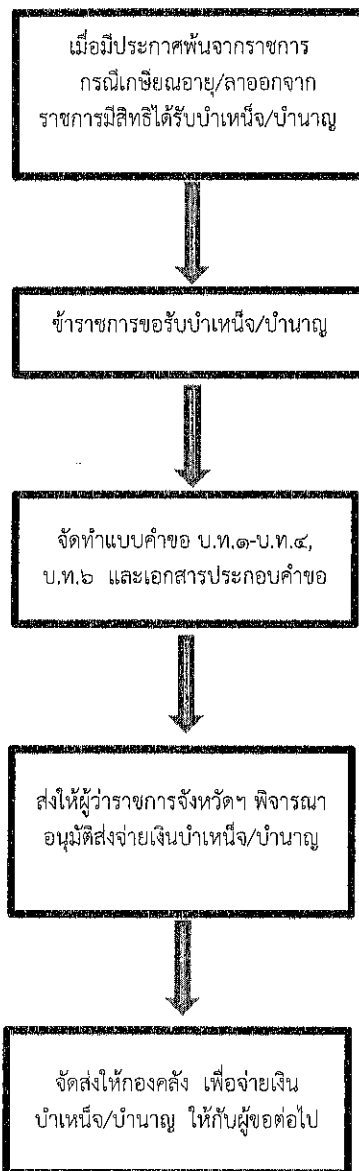 เมื่อมีประกาศพ้นจากราชการ
กรณีเกษียณอายุ/ลาออกจาก
ราชการมีสิทธิได้รับบำเหน็จ/บำนาญ
ข้าราชการขอรับบำเหน็จ/บำนาญ
จัดทำแบบคำขอ บ.ท.๑-บ.ท.๔,
บ.ท.๖ และเอกสารประกอบคำขอ
ส่งให้ผู้ว่าราชการจังหวัดฯ พิจารณา
อนุมัติส่งจ่ายเงินบำเหน็จ/บำนาญ
จัดส่งให้กองคลัง เพื่อจ่ายเงิน
บำเหน็จ/บำนาญ ให้กับผู้ขอต่อไป